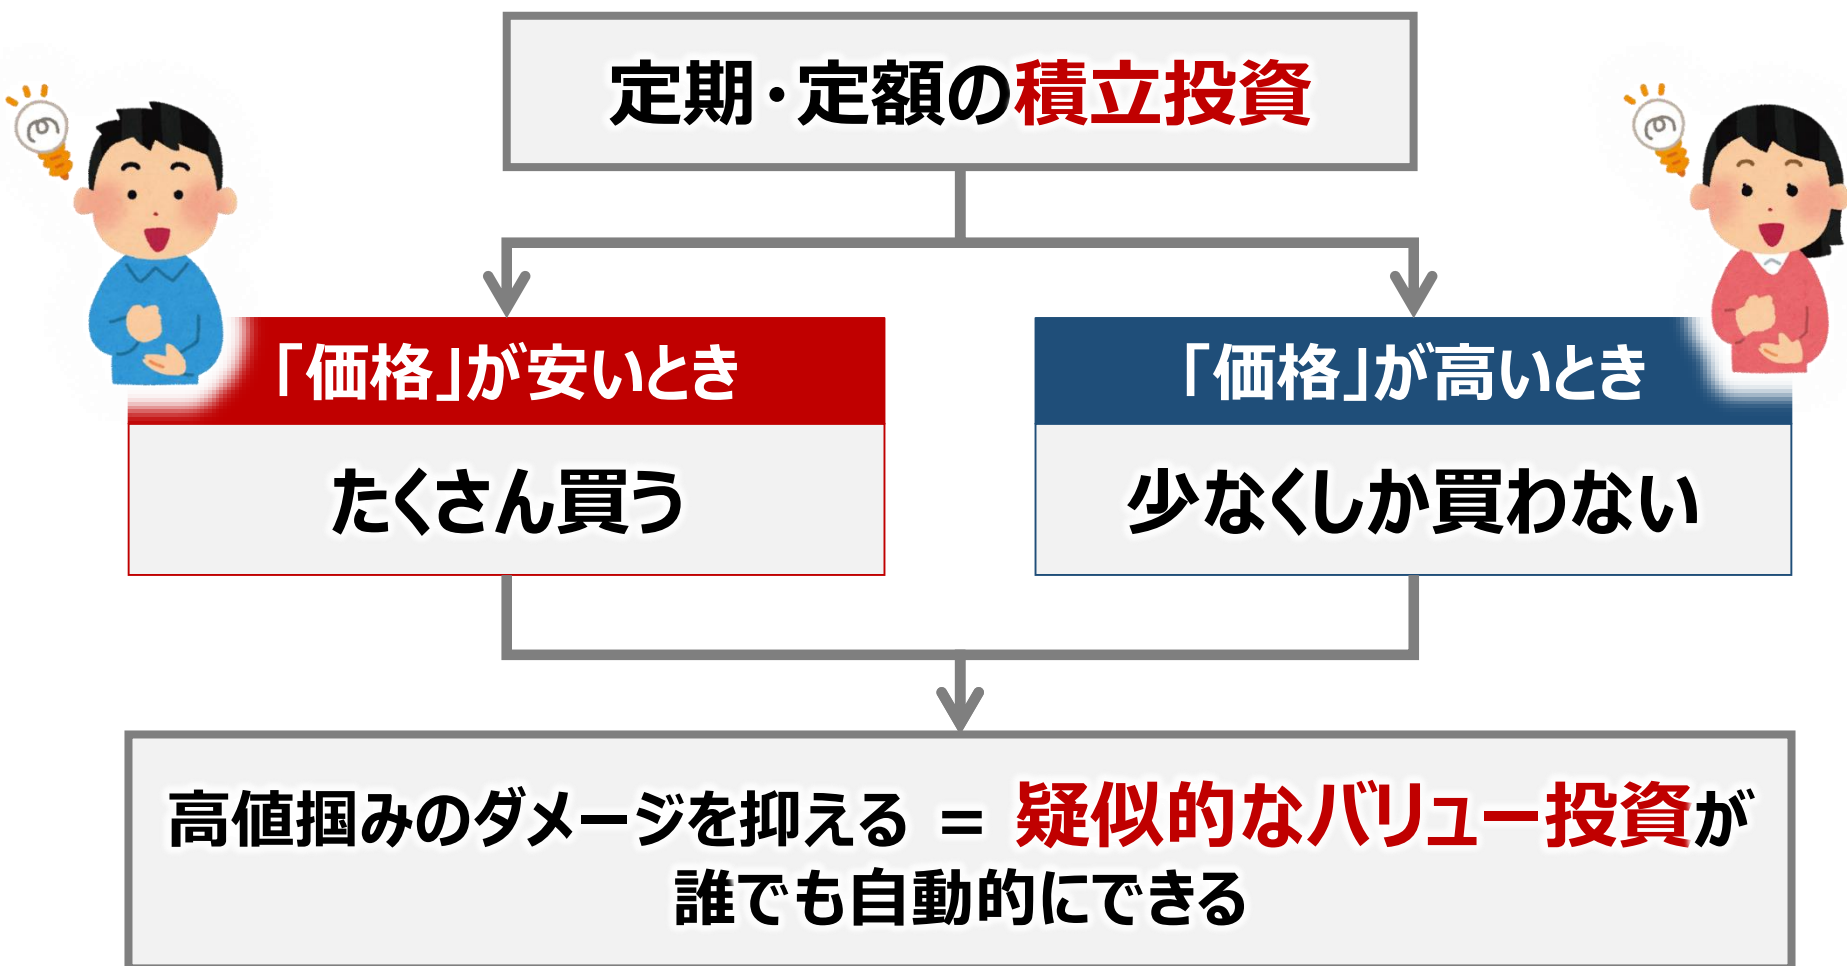 定期・定額の積立投資
「価格」が安いとき
たくさん買う
「価格」が高いとき
少なくしか買わない
高値掴みのダメージを抑える = 疑似的なバリュー投資が
誰でも自動的にできる